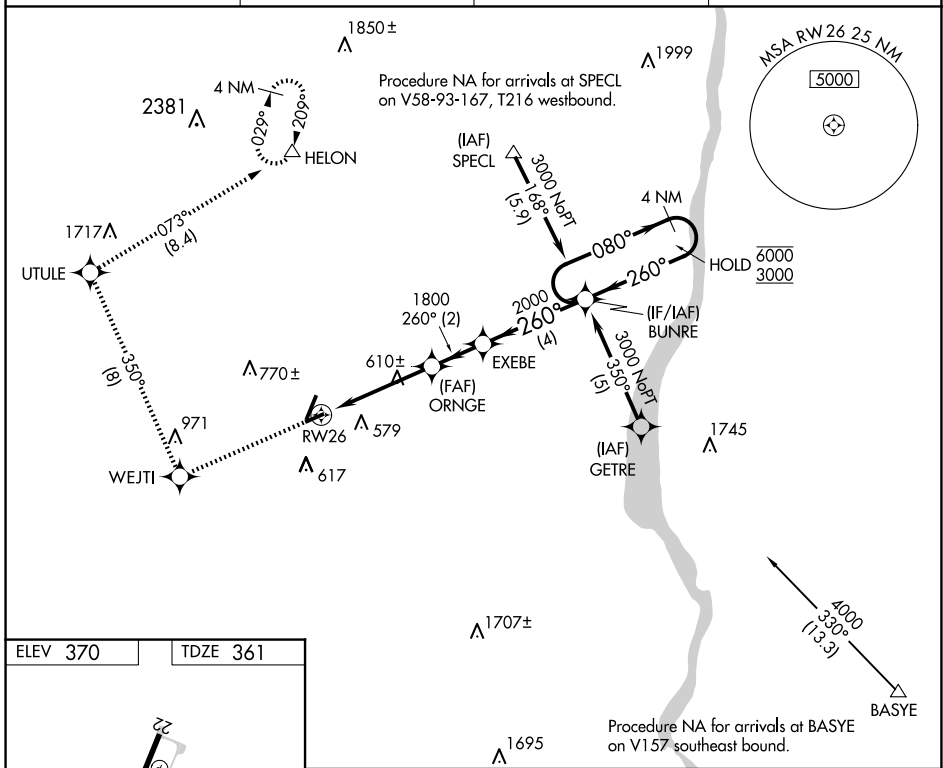 1850±
1999
MSA RW26 25 NM
5000
Procedure NA for arrivals at SPECL
on V58-93-167, T216 westbound.
4 NM
2381
029°
209°
HELON
(IAF)
SPECL
3000 NoPT
168°
(5.9)
4 NM
080°
260°
HOLD
6000
3000
1717
073°
(8.4)
UTULE
(IF/IAF)
BUNRE
2000
260°
(4)
1800
260° (2)
EXEBE
3000 NoPT
350°
(5)
350°
(8)
770±
610±
(FAF)
ORNGE
RW26
579
971
617
WEJTI
(IAF)
GETRE
1745
1707±
4000
330°
(13.3)
BASYE
Procedure NA for arrivals at BASYE
on V157 southeast bound.
1695
ELEV 370
TDZE 361
22